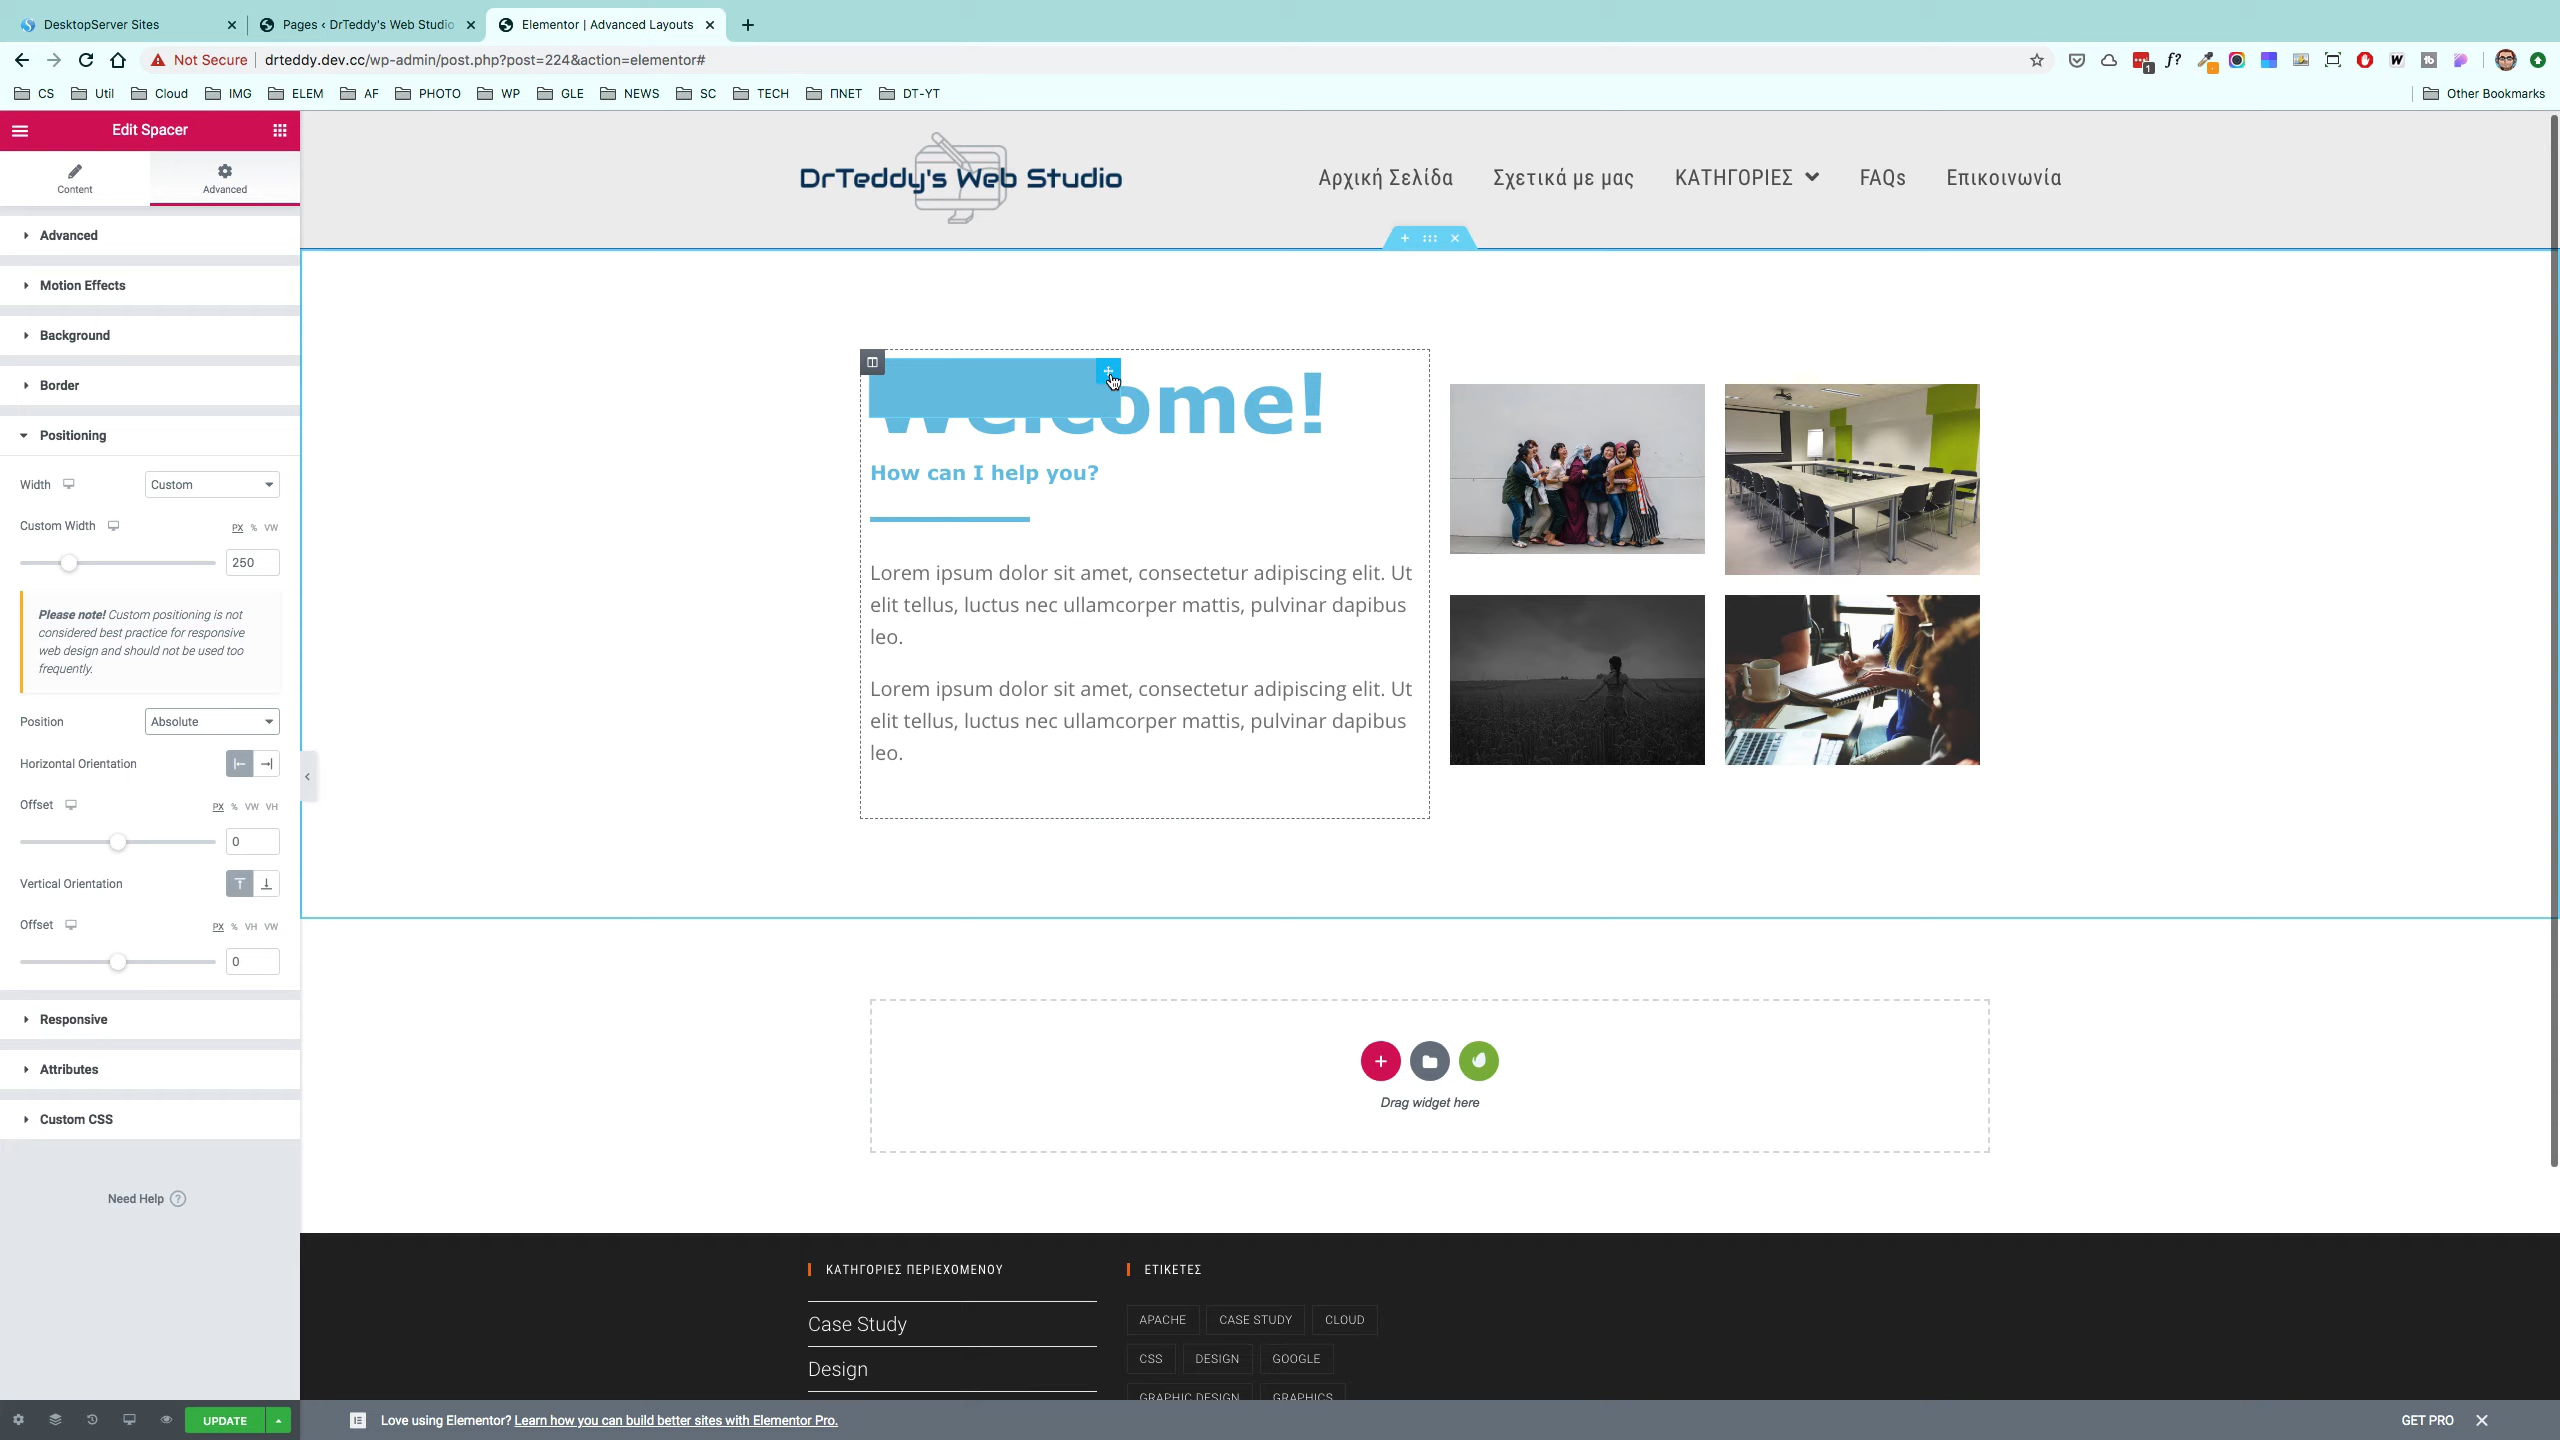 DesktopServer Sites
Pages ‹ DrTeddy's Web Studio
Elementor | Advanced Layouts
Not Secure
drteddy.dev.cc/wp-admin/post.php?post=224&action=elementor#
CS Util Cloud IMG ELEM AF PHOTO WP GLE NEWS SC TECH ΠΝΕΤ DT-YT Other Bookmarks
Edit Spacer
Content Advanced
Advanced
Motion Effects
Background
Border
Positioning
Width Custom
Custom Width PX % VW
250
Please note! Custom positioning is not
considered best practice for responsive
web design and should not be used too
frequently.
Position Absolute
Horizontal Orientation
Offset PX % VW VH
0
Vertical Orientation
Offset PX % VH VW
0
Responsive
Attributes
Custom CSS
Need Help ?
UPDATE
DrTeddy's Web Studio
Αρχική Σελίδα Σχετικά με μας ΚΑΤΗΓΟΡΙΕΣ FAQs Επικοινωνία
Welcome!
How can I help you?
Lorem ipsum dolor sit amet, consectetur adipiscing elit. Ut
elit tellus, luctus nec ullamcorper mattis, pulvinar dapibus
leo.
Lorem ipsum dolor sit amet, consectetur adipiscing elit. Ut
elit tellus, luctus nec ullamcorper mattis, pulvinar dapibus
leo.
Drag widget here
ΚΑΤΗΓΟΡΙΕΣ ΠΕΡΙΕΧΟΜΕΝΟΥ
Case Study
Design
ΕΤΙΚΕΤΕΣ
APACHE CASE STUDY CLOUD
CSS DESIGN GOOGLE
GRAPHIC DESIGN GRAPHICS
Love using Elementor? Learn how you can build better sites with Elementor Pro.
GET PRO